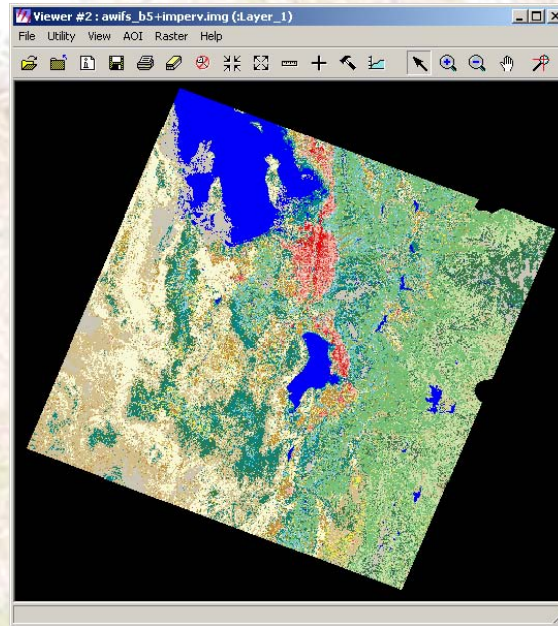 Viewer #2 : awifs_b5+imperv.img (:Layer_1)
File Utility View AOI Raster Help